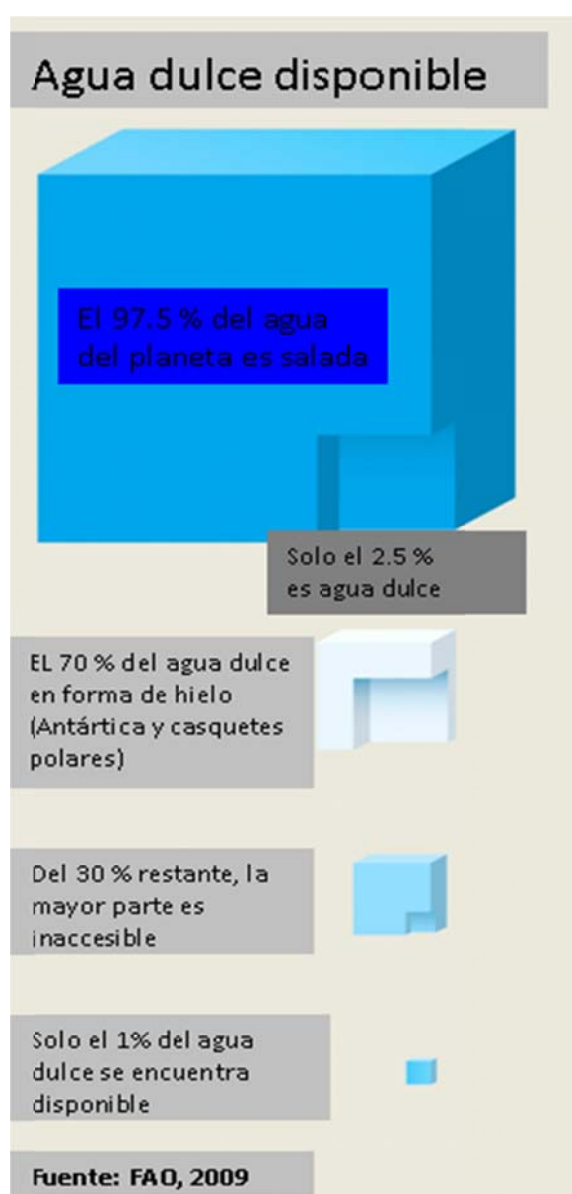 Agua dulce disponible
El 97.5 % del agua
del planeta es salada
Solo el 2.5 %
es agua dulce
EL 70 % del agua dulce
en forma de hielo
(Antártica y casquetes
polares)
Del 30 % restante, la
mayor parte es
inaccesible
Solo el 1% del agua
dulce se encuentra
disponible
Fuente: FAO, 2009